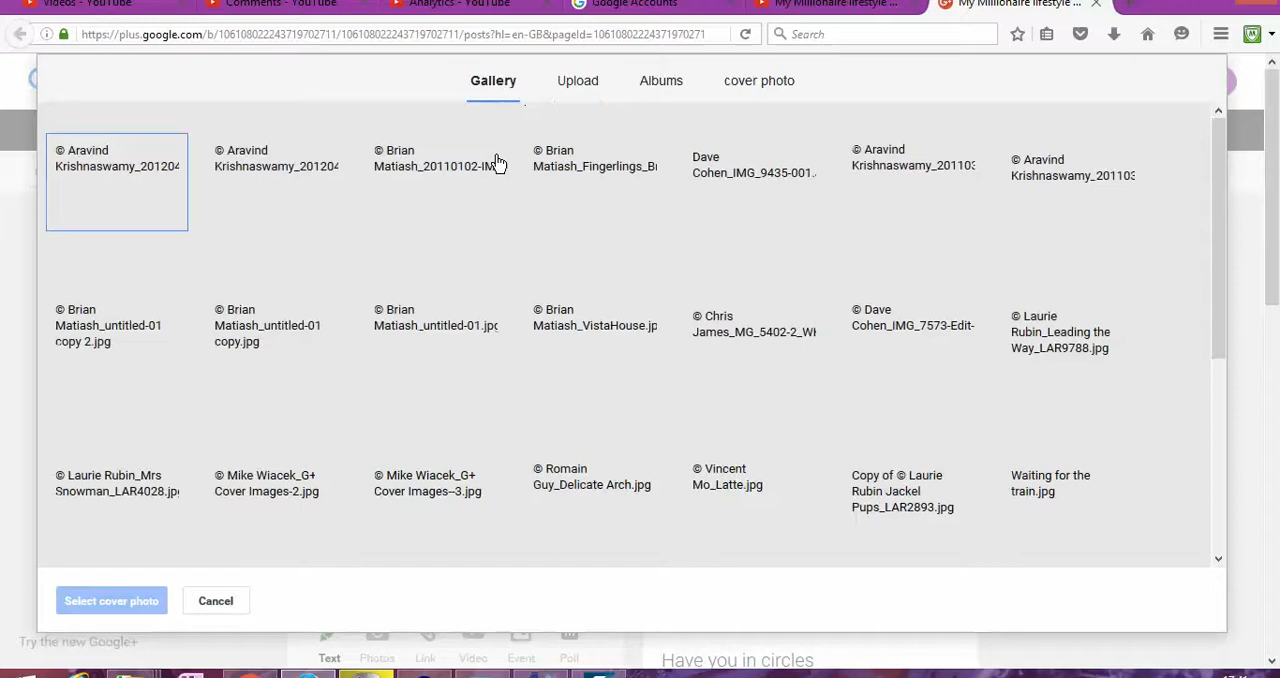 Videos - YouTube
Comments - YouTube
Analytics - YouTube
Google Accounts
My Millionaire lifestyle ...
My Millionaire lifestyle ...
https://plus.google.com/b/106108022243719702711/106108022243719702711/posts?hl=en-GB&pageId=10610802224371970271
Search
Gallery
Upload
Albums
cover photo
© Aravind
Krishnaswamy_201204
© Aravind
Krishnaswamy_201204
© Brian
Matiash_20110102-IM
© Brian
Matiash_Fingerlings_Br
Dave
Cohen_IMG_9435-001.
© Aravind
Krishnaswamy_201103
© Aravind
Krishnaswamy_201103
© Brian
Matiash_untitled-01
copy 2.jpg
© Brian
Matiash_untitled-01
copy.jpg
© Brian
Matiash_untitled-01.jpg
© Brian
Matiash_VistaHouse.jp
© Chris
James_MG_5402-2_Wh
© Dave
Cohen_IMG_7573-Edit-
© Laurie
Rubin_Leading the
Way_LAR9788.jpg
© Laurie Rubin_Mrs
Snowman_LAR4028.jpg
© Mike Wiacek_G+
Cover Images-2.jpg
© Mike Wiacek_G+
Cover Images--3.jpg
© Romain
Guy_Delicate Arch.jpg
© Vincent
Mo_Latte.jpg
Copy of © Laurie
Rubin Jackel
Pups_LAR2893.jpg
Waiting for the
train.jpg
Select cover photo
Cancel
Try the new Google+
Text
Photos
Link
Video
Event
Poll
Have you in circles